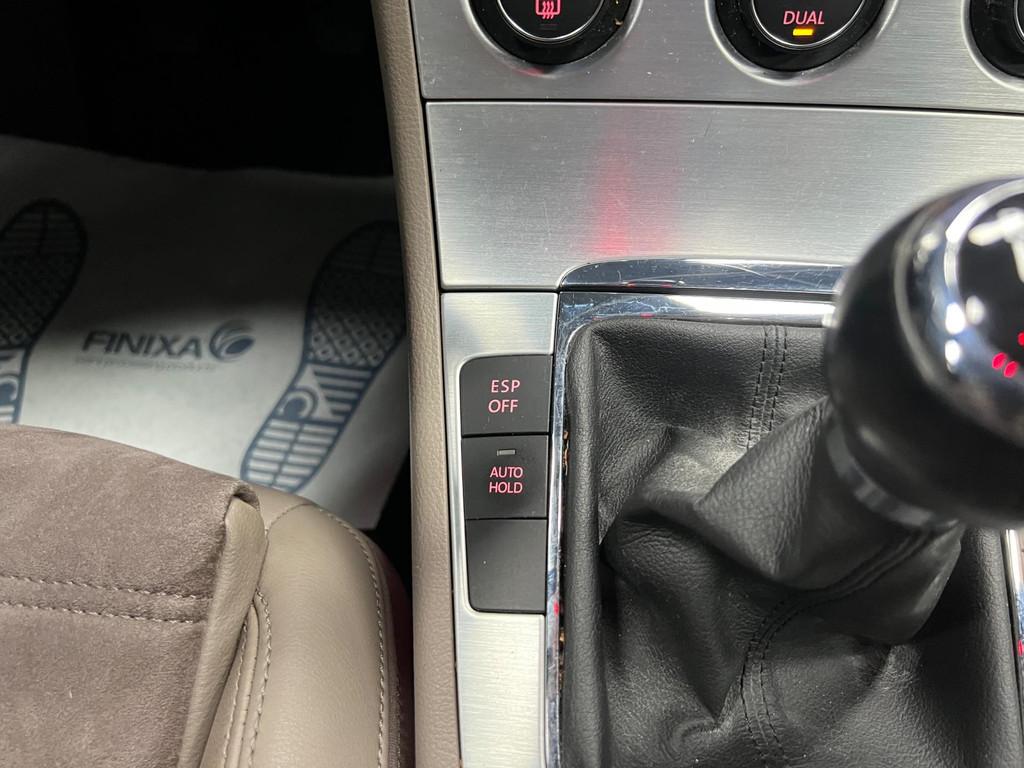 DUAL
FINIXA
ESP
OFF
AUTO
HOLD